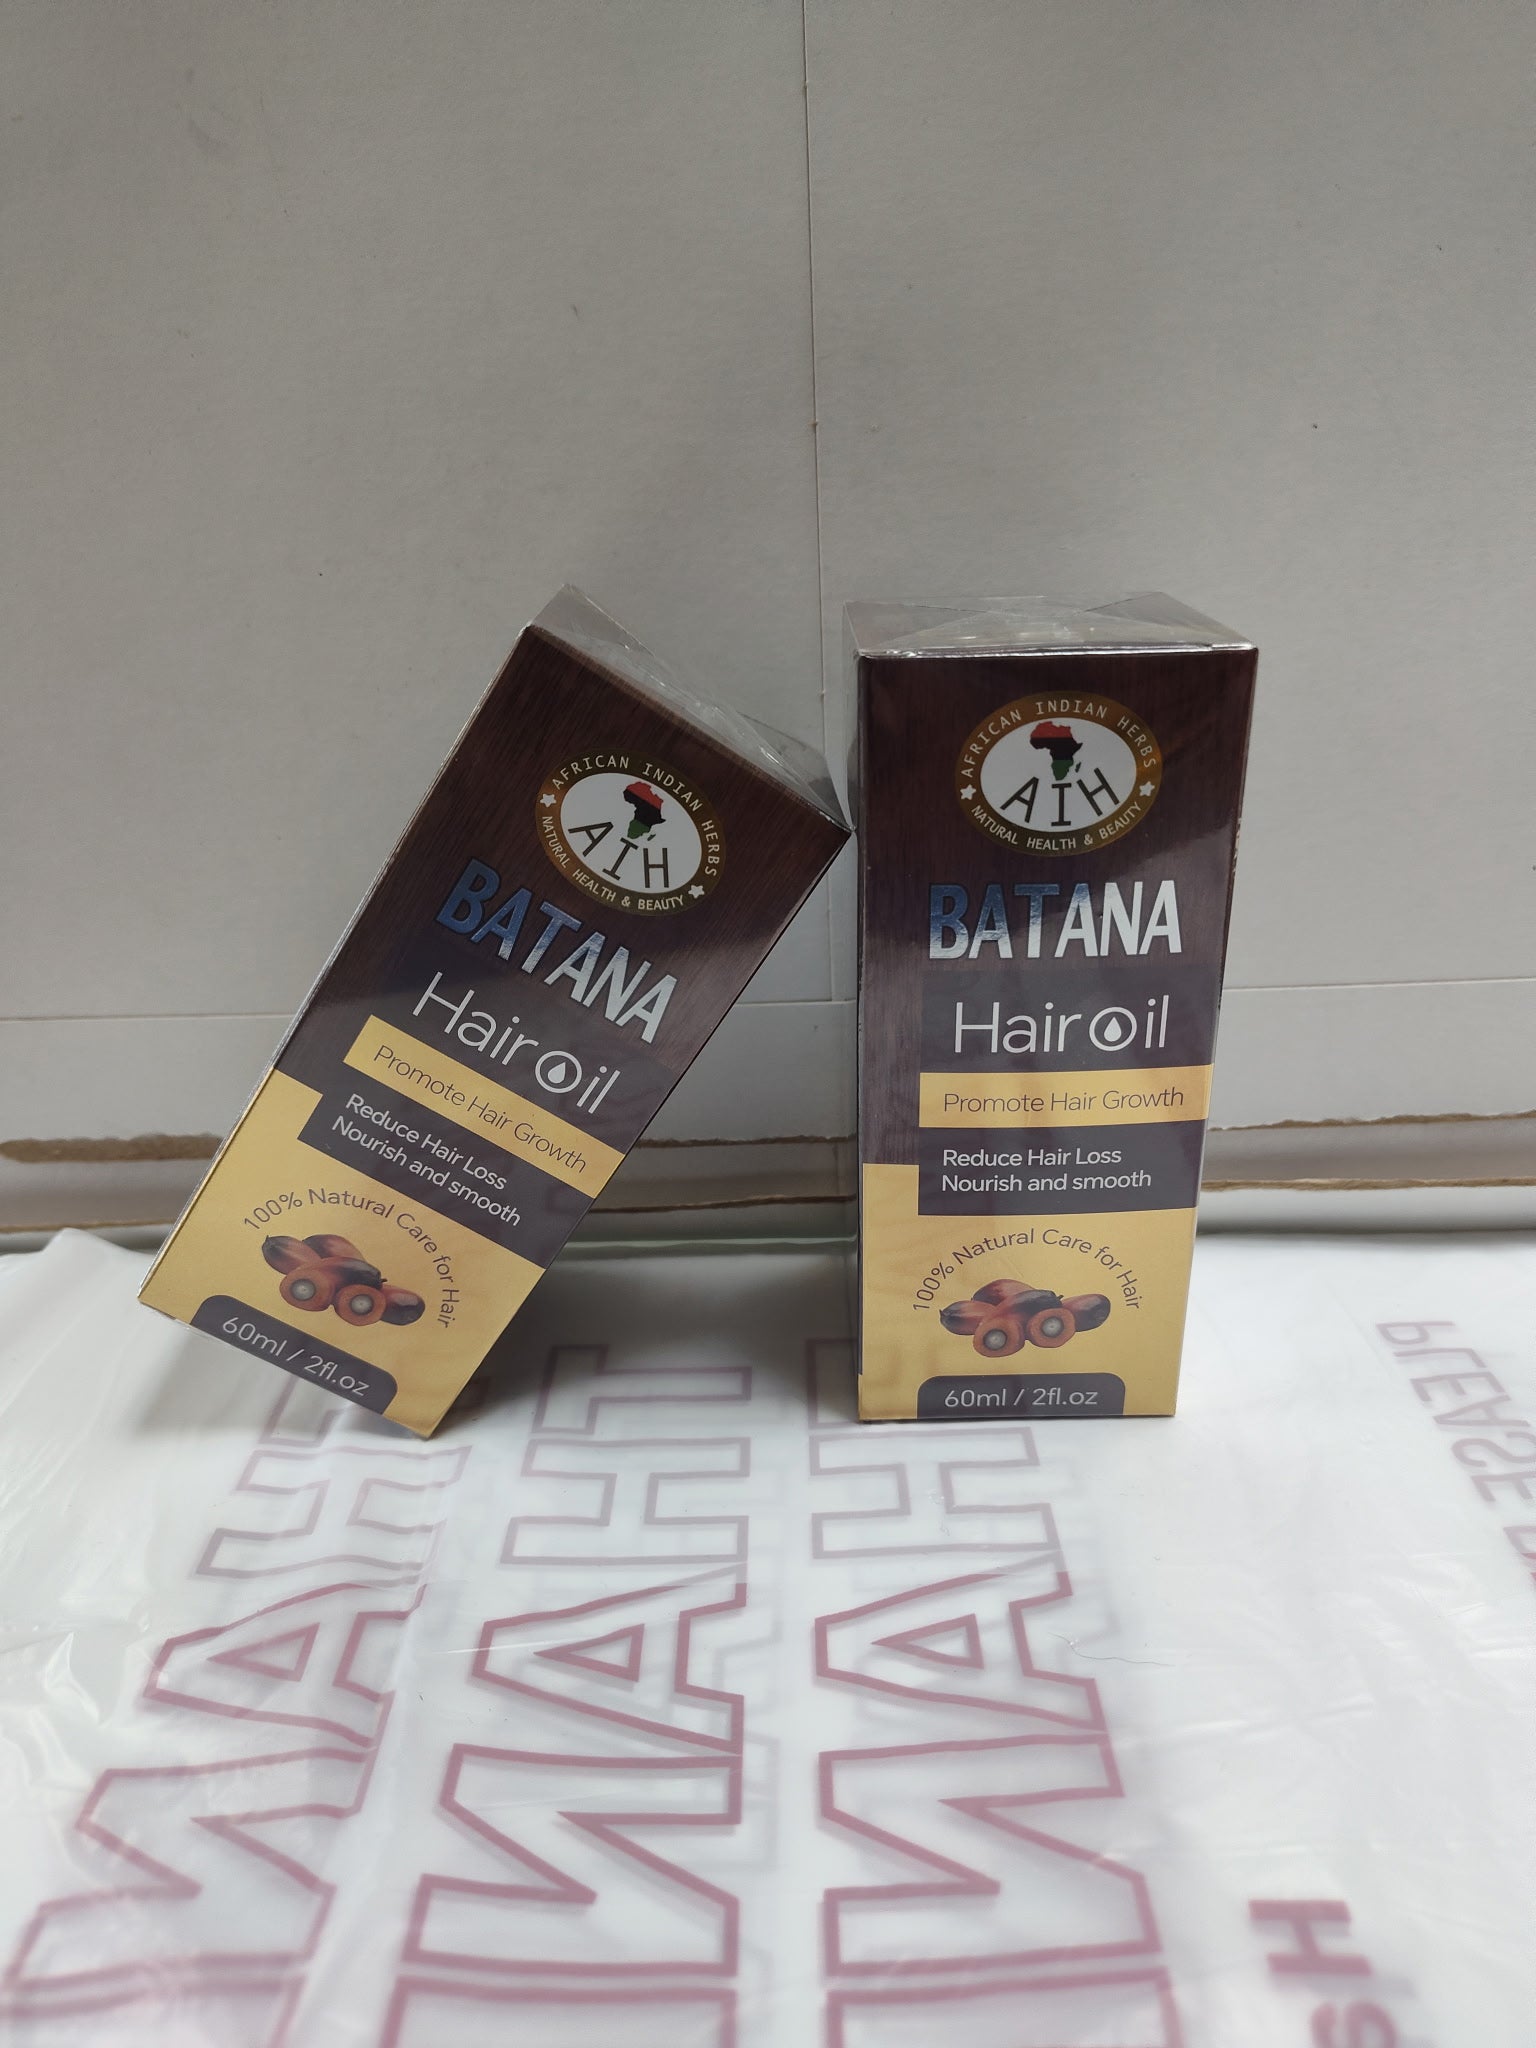 AFRICAN INDIAN HERBS
AIH
NATURAL HEALTH & BEAUTY
BATANA
Hair Oil
Promote Hair Growth
Reduce Hair Loss
Nourish and smooth
100% Natural Care for Hair
60ml / 2fl.oz
AFRICAN INDIAN HERBS
AIH
NATURAL HEALTH & BEAUTY
BATANA
Hair Oil
Promote Hair Growth
Reduce Hair Loss
Nourish and smooth
100% Natural Care for Hair
60ml / 2fl.oz
PLEASE